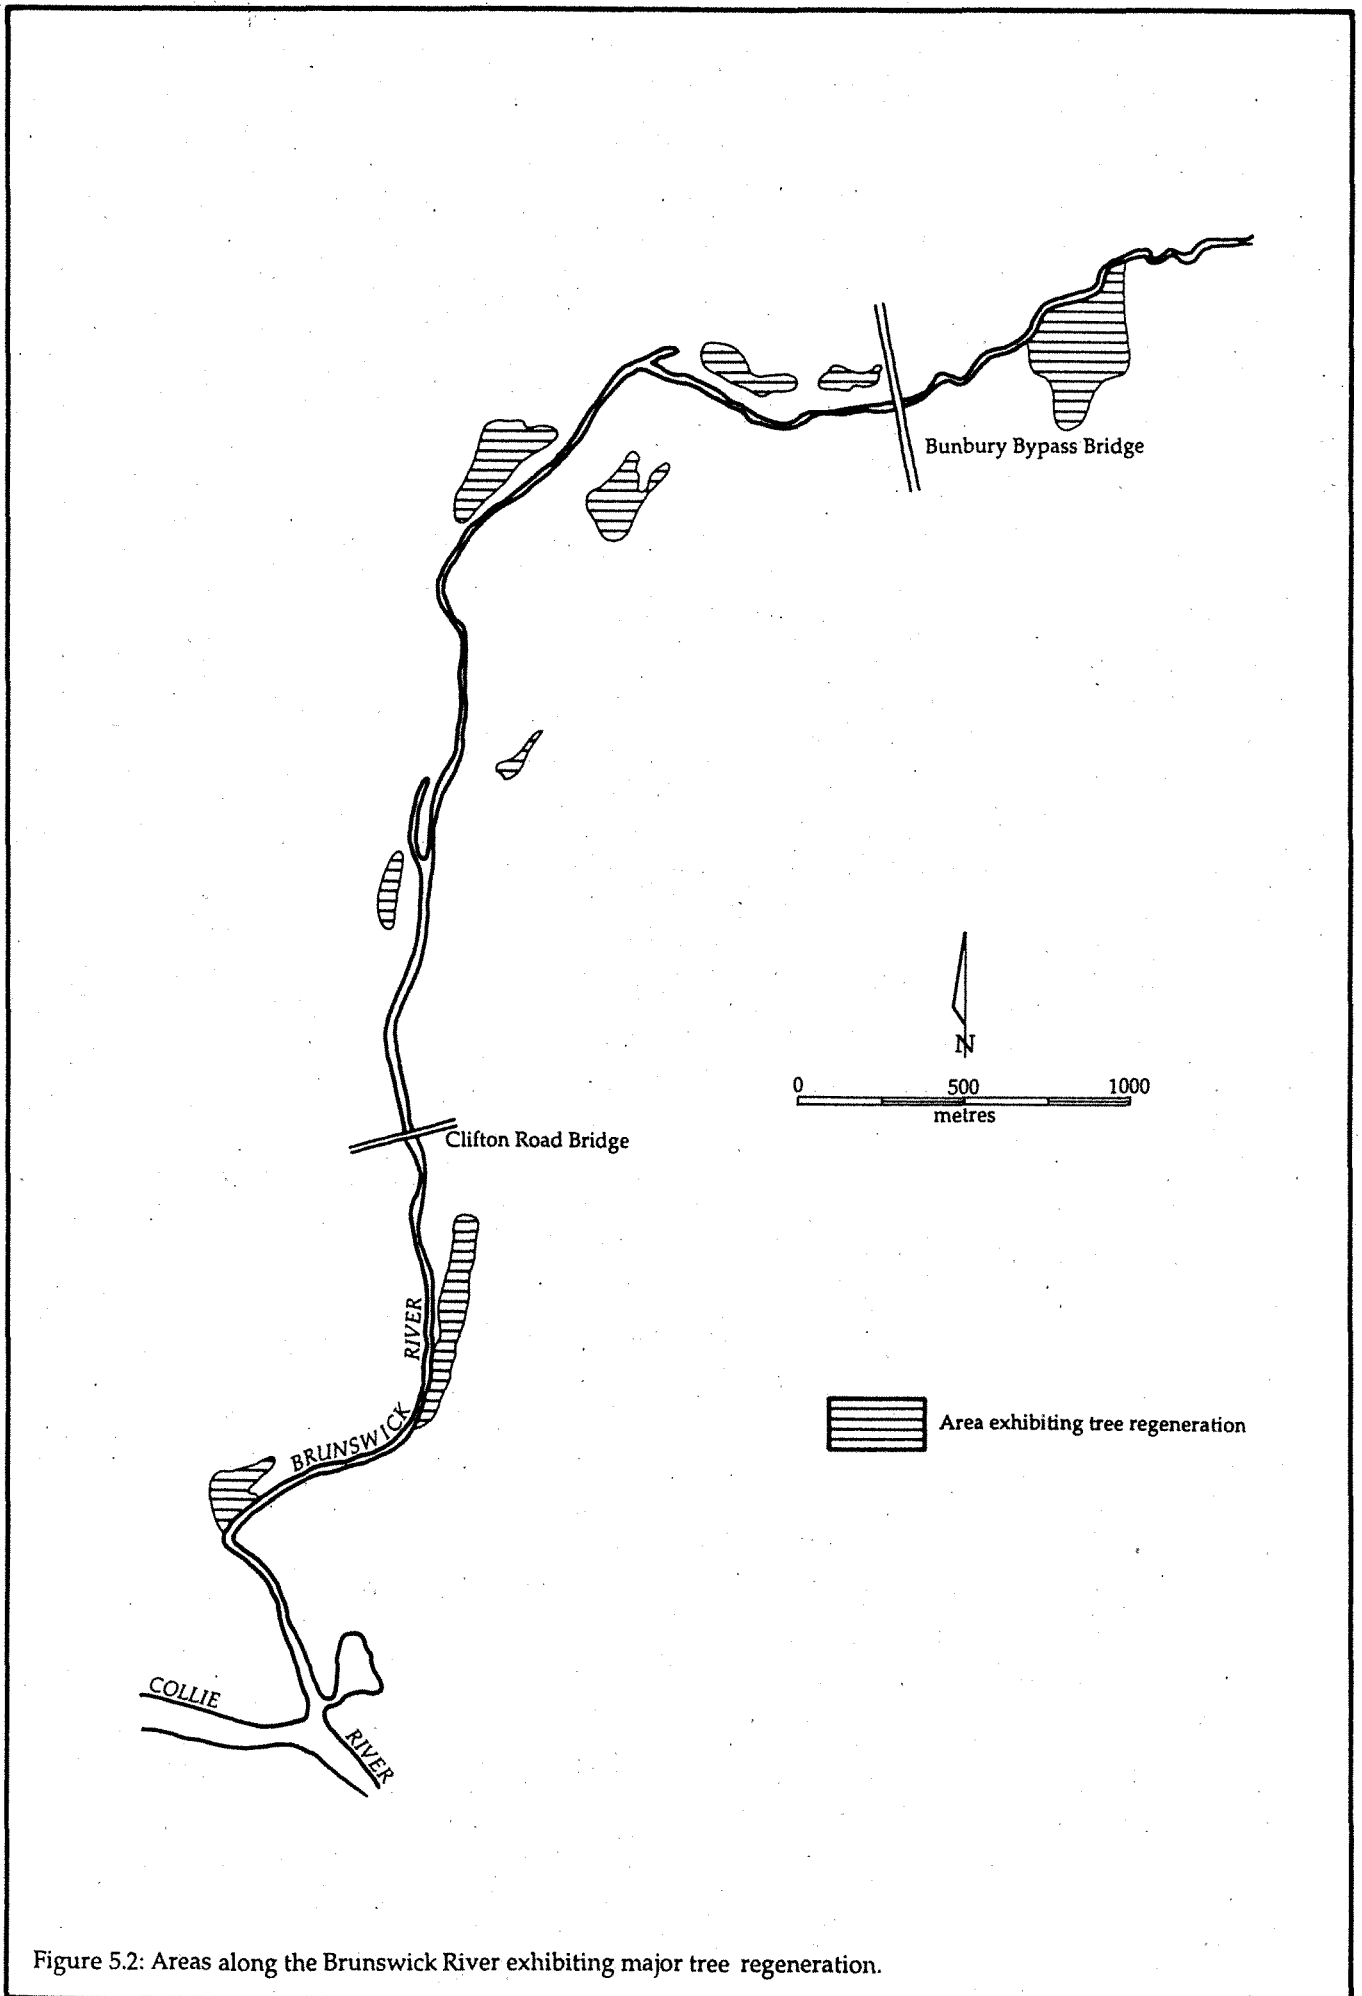 Bunbury Bypass Bridge
N
0 500 1000
metres
Clifton Road Bridge
BRUNSWICK RIVER
Area exhibiting tree regeneration
COLLIE RIVER
Figure 5.2: Areas along the Brunswick River exhibiting major tree regeneration.